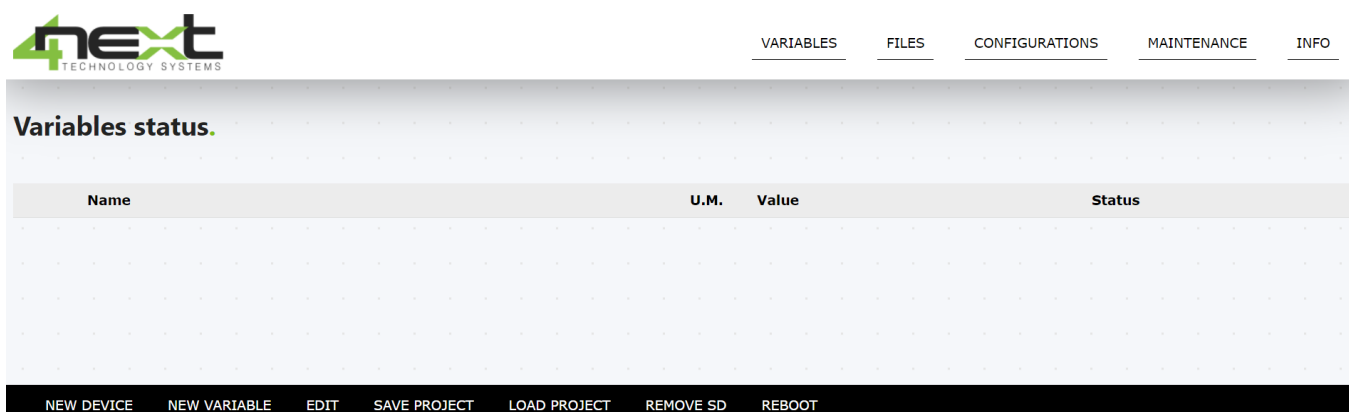 4next
TECHNOLOGY SYSTEMS
VARIABLES FILES CONFIGURATIONS MAINTENANCE INFO
Variables status.
Name U.M. Value Status
NEW DEVICE NEW VARIABLE EDIT SAVE PROJECT LOAD PROJECT REMOVE SD REBOOT